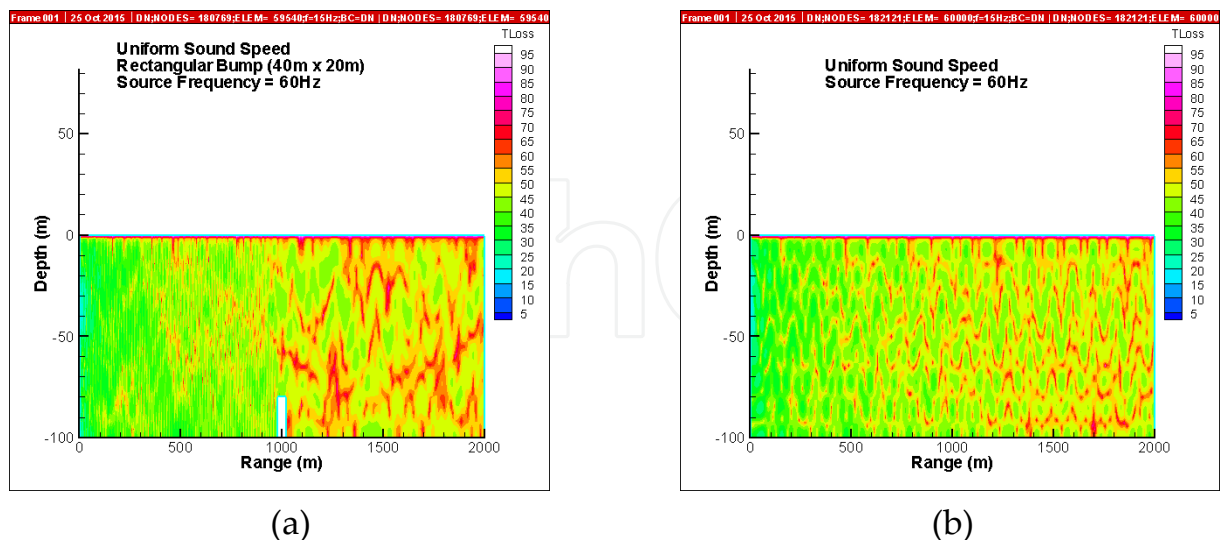 Frame 001 | 25 Oct 2015 | DN;NODES= 180769;ELEM= 59540;f=15Hz;BC=DN | DN;NODES= 180769;ELEM= 59540
Uniform Sound Speed
Rectangular Bump (40m x 20m)
Source Frequency = 60Hz
TLoss
95
90
85
80
75
70
65
60
55
50
45
40
35
30
25
20
15
10
5
Depth (m)
50
0
-50
-100
0 500 1000 1500 2000
Range (m)
(a)
Frame 001 | 25 Oct 2015 | DN;NODES= 182121;ELEM= 60000;f=15Hz;BC=DN | DN;NODES= 182121;ELEM= 60000
Uniform Sound Speed
Source Frequency = 60Hz
TLoss
95
90
85
80
75
70
65
60
55
50
45
40
35
30
25
20
15
10
5
Depth (m)
50
0
-50
-100
0 500 1000 1500 2000
Range (m)
(b)